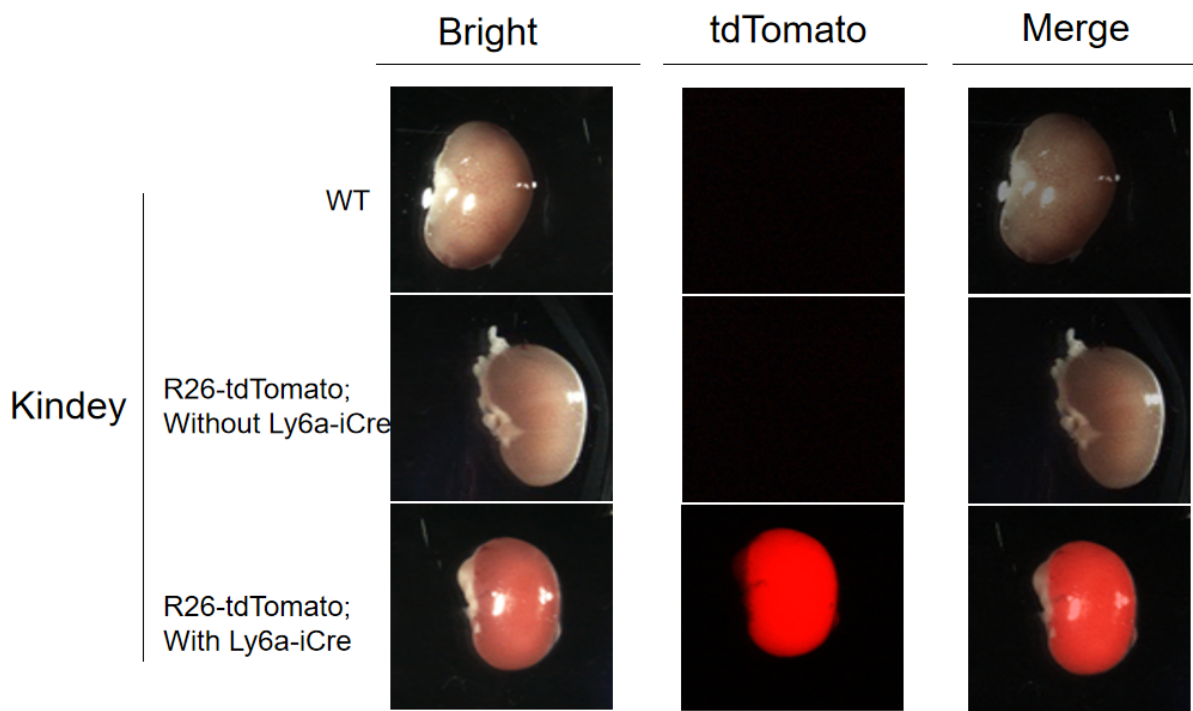 Bright
tdTomato
Merge
WT
Kindey
R26-tdTomato;
Without Ly6a-iCre
R26-tdTomato;
With Ly6a-iCre